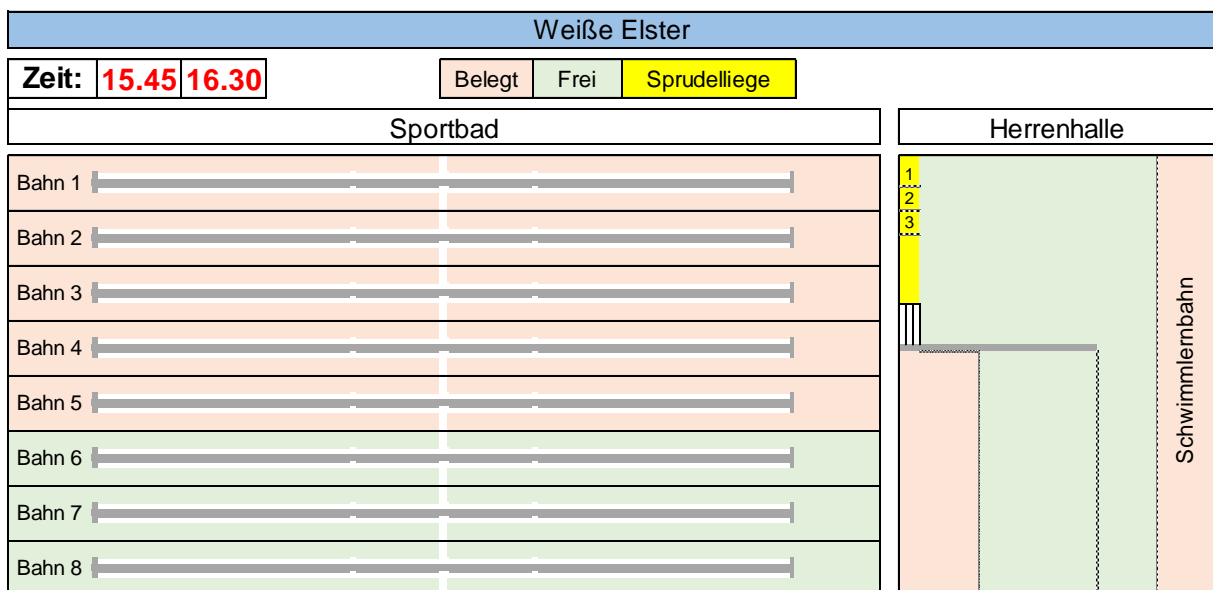 Weiße Elster
Zeit: 15.45 16.30
Belegt Frei Sprudelliege
Sportbad
Herrenhalle
Bahn 1
Bahn 2
Bahn 3
Bahn 4
Bahn 5
Bahn 6
Bahn 7
Bahn 8
1
2
3
Schwimmlernbahn